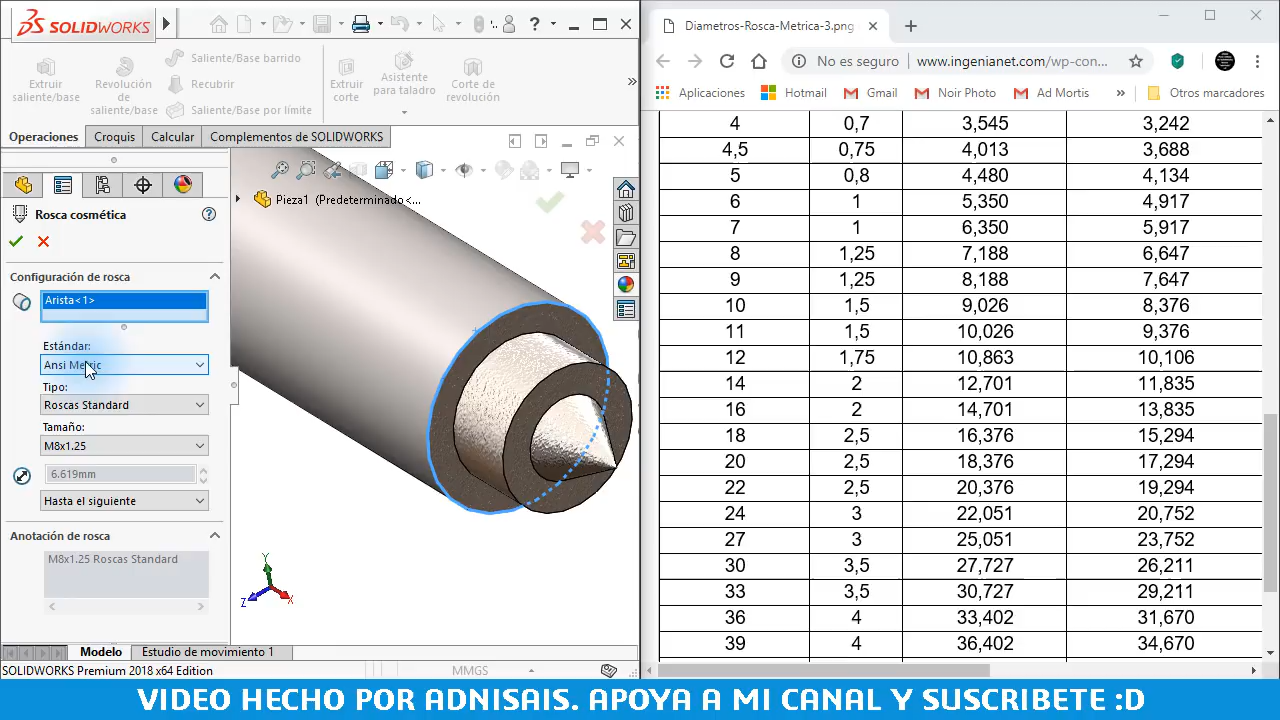 SOLIDWORKS
Extruir
saliente/base
Revolución
de
saliente/base
Saliente/Base barrido
Recubrir
Saliente/Base por límite
Extruir
corte
Asistente
para taladro
Corte de
revolución
Operaciones
Croquis
Calcular
Complementos de SOLIDWORKS
Pieza1 (Predeterminado<...
Rosca cosmética
Configuración de rosca
Arista<1>
Estándar:
Ansi Metric
Tipo:
Roscas Standard
Tamaño:
M8x1.25
6.619mm
Hasta el siguiente
Anotación de rosca
M8x1.25 Roscas Standard
Y
Z
X
Modelo
Estudio de movimiento 1
SOLIDWORKS Premium 2018 x64 Edition
MMGS
Diametros-Rosca-Metrica-3.png
No es seguro
www.ingenianet.com/wp-con...
Aplicaciones
Hotmail
Gmail
Noir Photo
Ad Mortis
»
Otros marcadores
4 0,7 3,545 3,242
4,5 0,75 4,013 3,688
5 0,8 4,480 4,134
6 1 5,350 4,917
7 1 6,350 5,917
8 1,25 7,188 6,647
9 1,25 8,188 7,647
10 1,5 9,026 8,376
11 1,5 10,026 9,376
12 1,75 10,863 10,106
14 2 12,701 11,835
16 2 14,701 13,835
18 2,5 16,376 15,294
20 2,5 18,376 17,294
22 2,5 20,376 19,294
24 3 22,051 20,752
27 3 25,051 23,752
30 3,5 27,727 26,211
33 3,5 30,727 29,211
36 4 33,402 31,670
39 4 36,402 34,670
VIDEO HECHO POR ADNISAIS. APOYA A MI CANAL Y SUSCRIBETE :D